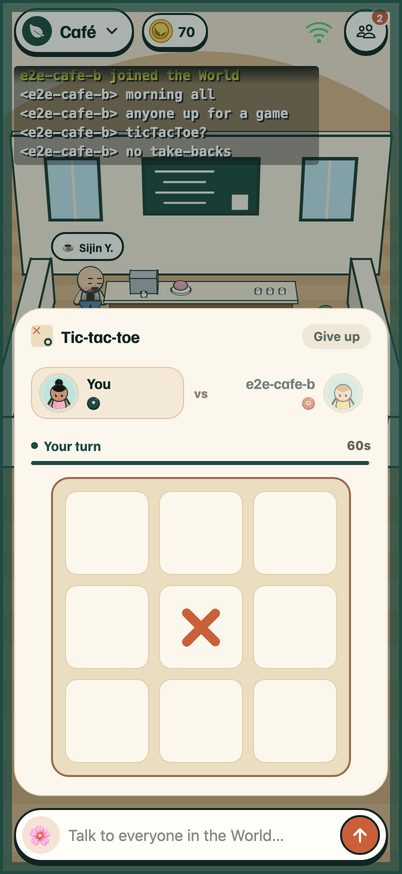 Café
70
2
e2e-cafe-b joined the World
<e2e-cafe-b> morning all
<e2e-cafe-b> anyone up for a game
<e2e-cafe-b> ticTacToe?
<e2e-cafe-b> no take-backs
Sijin Y.
Tic-tac-toe
Give up
You
vs
e2e-cafe-b
Your turn
60s
Talk to everyone in the World...